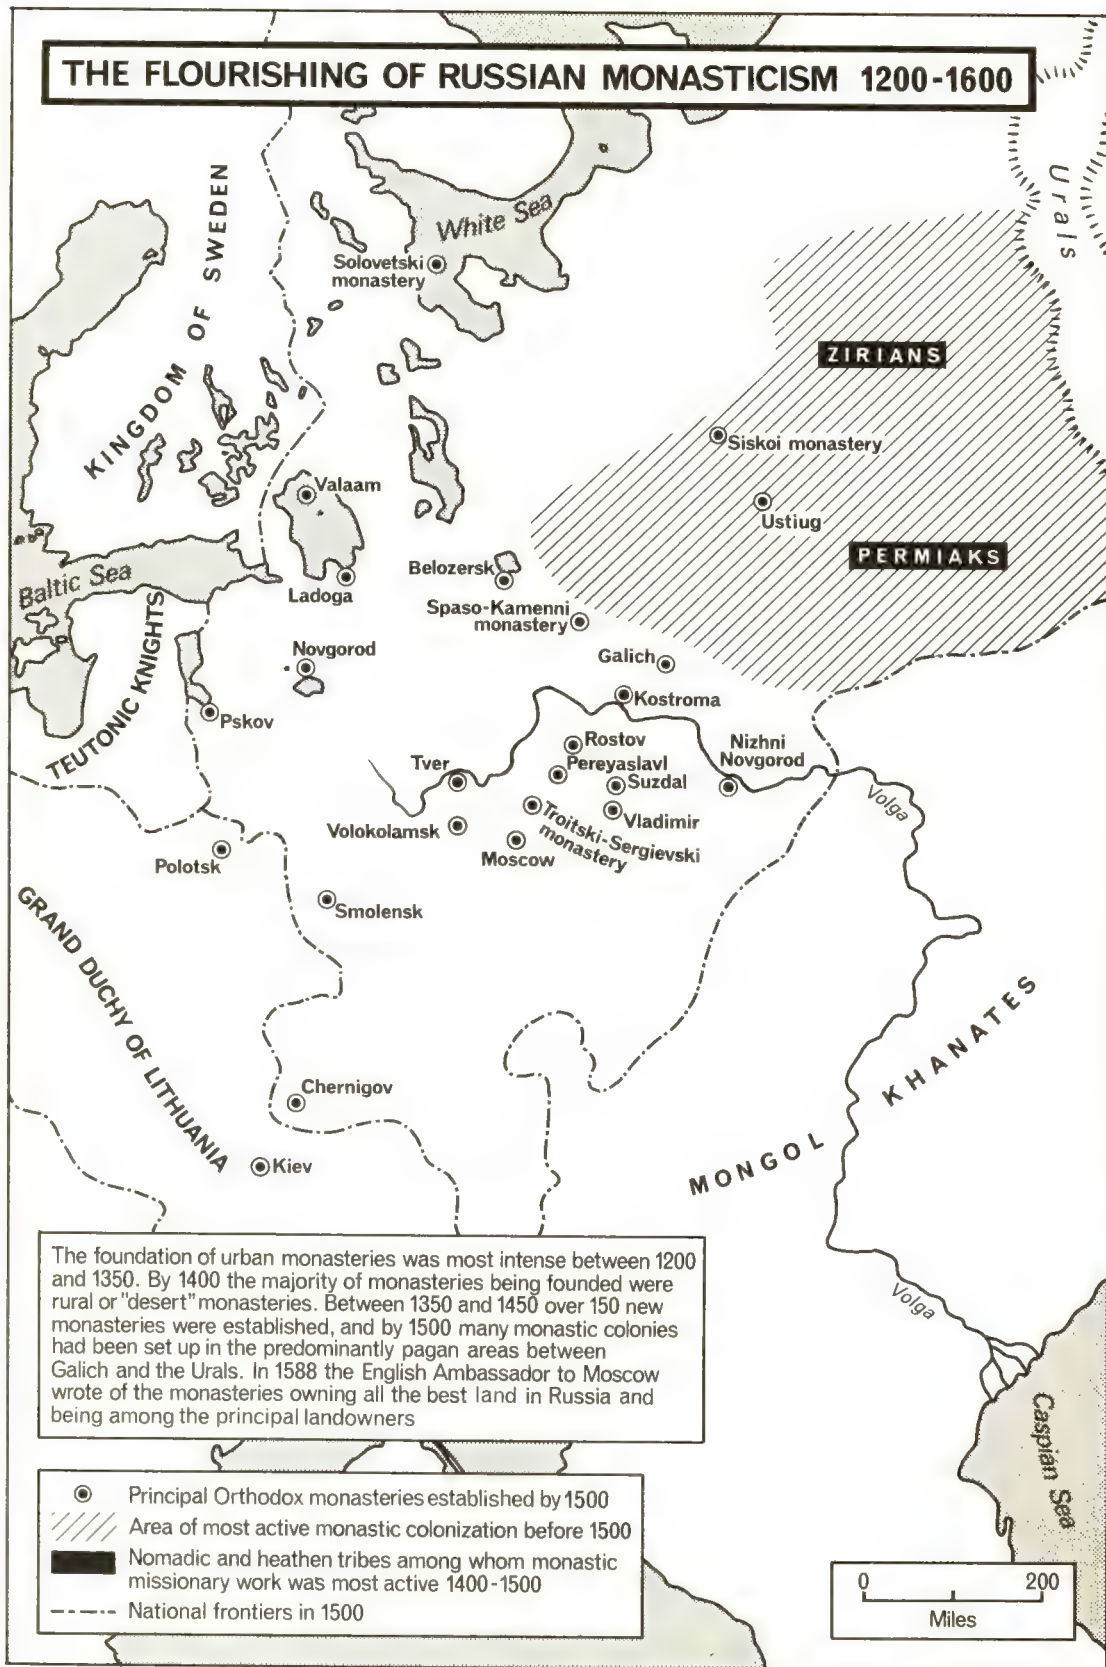 THE FLOURISHING OF RUSSIAN MONASTICISM 1200-1600
Urals
White Sea
KINGDOM OF SWEDEN
Solovetski
monastery
ZIRIANS
Siskoi monastery
Valaam
Ustiug
PERMIAKS
Baltic Sea
Belozersk
Ladoga
Spaso-Kamenni
monastery
TEUTONIC KNIGHTS
Novgorod
Galich
Kostroma
Pskov
Rostov
Nizhni
Novgorod
Tver
Pereyaslavl
Suzdal
Volga
Volokolamsk
Troitski-Sergievski
monastery
Vladimir
Moscow
Polotsk
GRAND DUCHY OF LITHUANIA
Smolensk
MONGOL KHANATES
Chernigov
Kiev
The foundation of urban monasteries was most intense between 1200
and 1350. By 1400 the majority of monasteries being founded were
rural or "desert" monasteries. Between 1350 and 1450 over 150 new
monasteries were established, and by 1500 many monastic colonies
had been set up in the predominantly pagan areas between
Galich and the Urals. In 1588 the English Ambassador to Moscow
wrote of the monasteries owning all the best land in Russia and
being among the principal landowners
Volga
Caspian Sea
Principal Orthodox monasteries established by 1500
Area of most active monastic colonization before 1500
Nomadic and heathen tribes among whom monastic
missionary work was most active 1400-1500
National frontiers in 1500
0 200
Miles